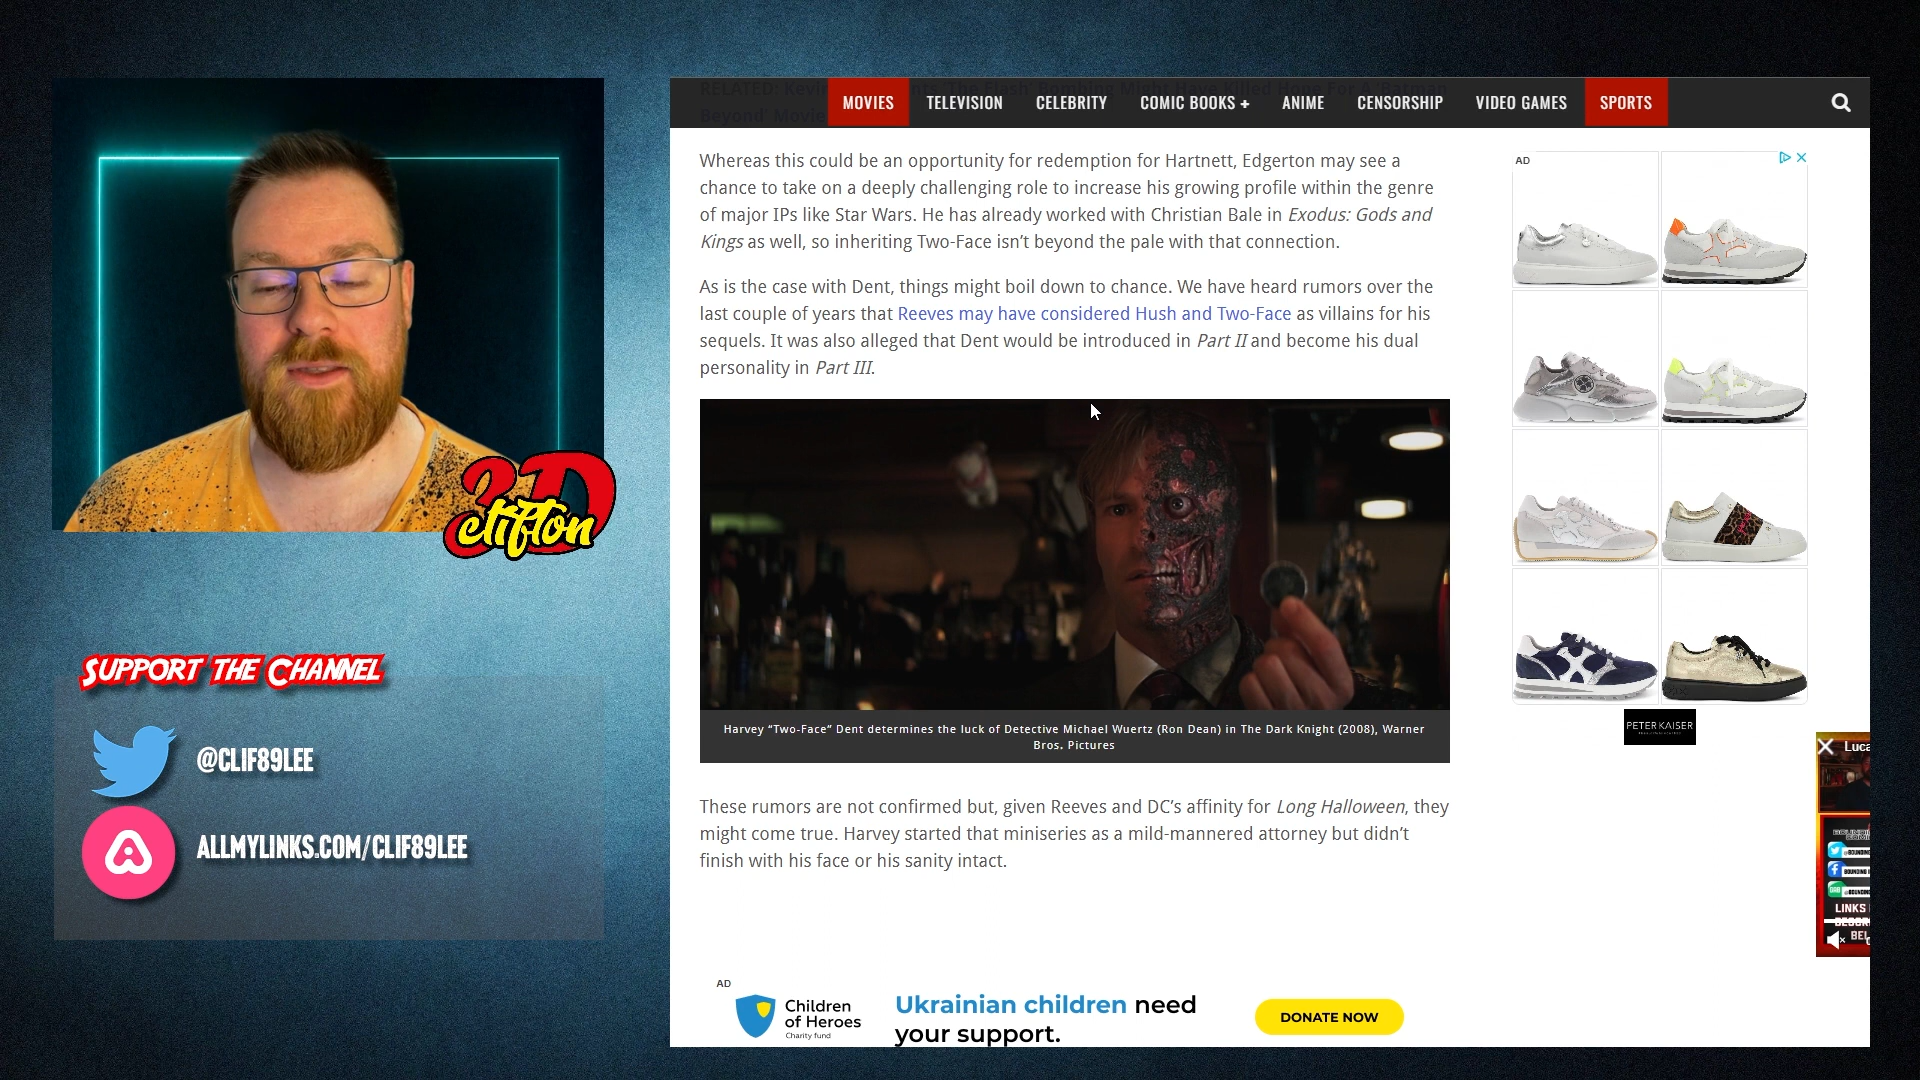 3D
clifton
SUPPORT THE CHANNEL
@CLIF89LEE
ALLMYLINKS.COM/CLIF89LEE
MOVIES TELEVISION CELEBRITY COMIC BOOKS + ANIME CENSORSHIP VIDEO GAMES SPORTS
Whereas this could be an opportunity for redemption for Hartnett, Edgerton may see a
chance to take on a deeply challenging role to increase his growing profile within the genre
of major IPs like Star Wars. He has already worked with Christian Bale in Exodus: Gods and
Kings as well, so inheriting Two-Face isn’t beyond the pale with that connection.
As is the case with Dent, things might boil down to chance. We have heard rumors over the
last couple of years that Reeves may have considered Hush and Two-Face as villains for his
sequels. It was also alleged that Dent would be introduced in Part II and become his dual
personality in Part III.
Harvey “Two-Face” Dent determines the luck of Detective Michael Wuertz (Ron Dean) in The Dark Knight (2008), Warner
Bros. Pictures
These rumors are not confirmed but, given Reeves and DC’s affinity for Long Halloween, they
might come true. Harvey started that miniseries as a mild-mannered attorney but didn’t
finish with his face or his sanity intact.
AD
Children
of Heroes
Charity fund
Ukrainian children need
your support.
DONATE NOW
AD
PETER KAISER
Luca
LINKS
BEL